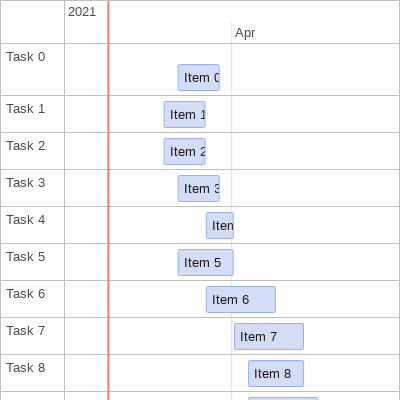 2021
Apr
Task 0
Item
Task 1
Item 1
Task 2
Item 2
Task 3
Item 3
Task 4
Item
Task 5
Item 5
Task 6
Item 6
Task 7
Item 7
Task 8
Item 8